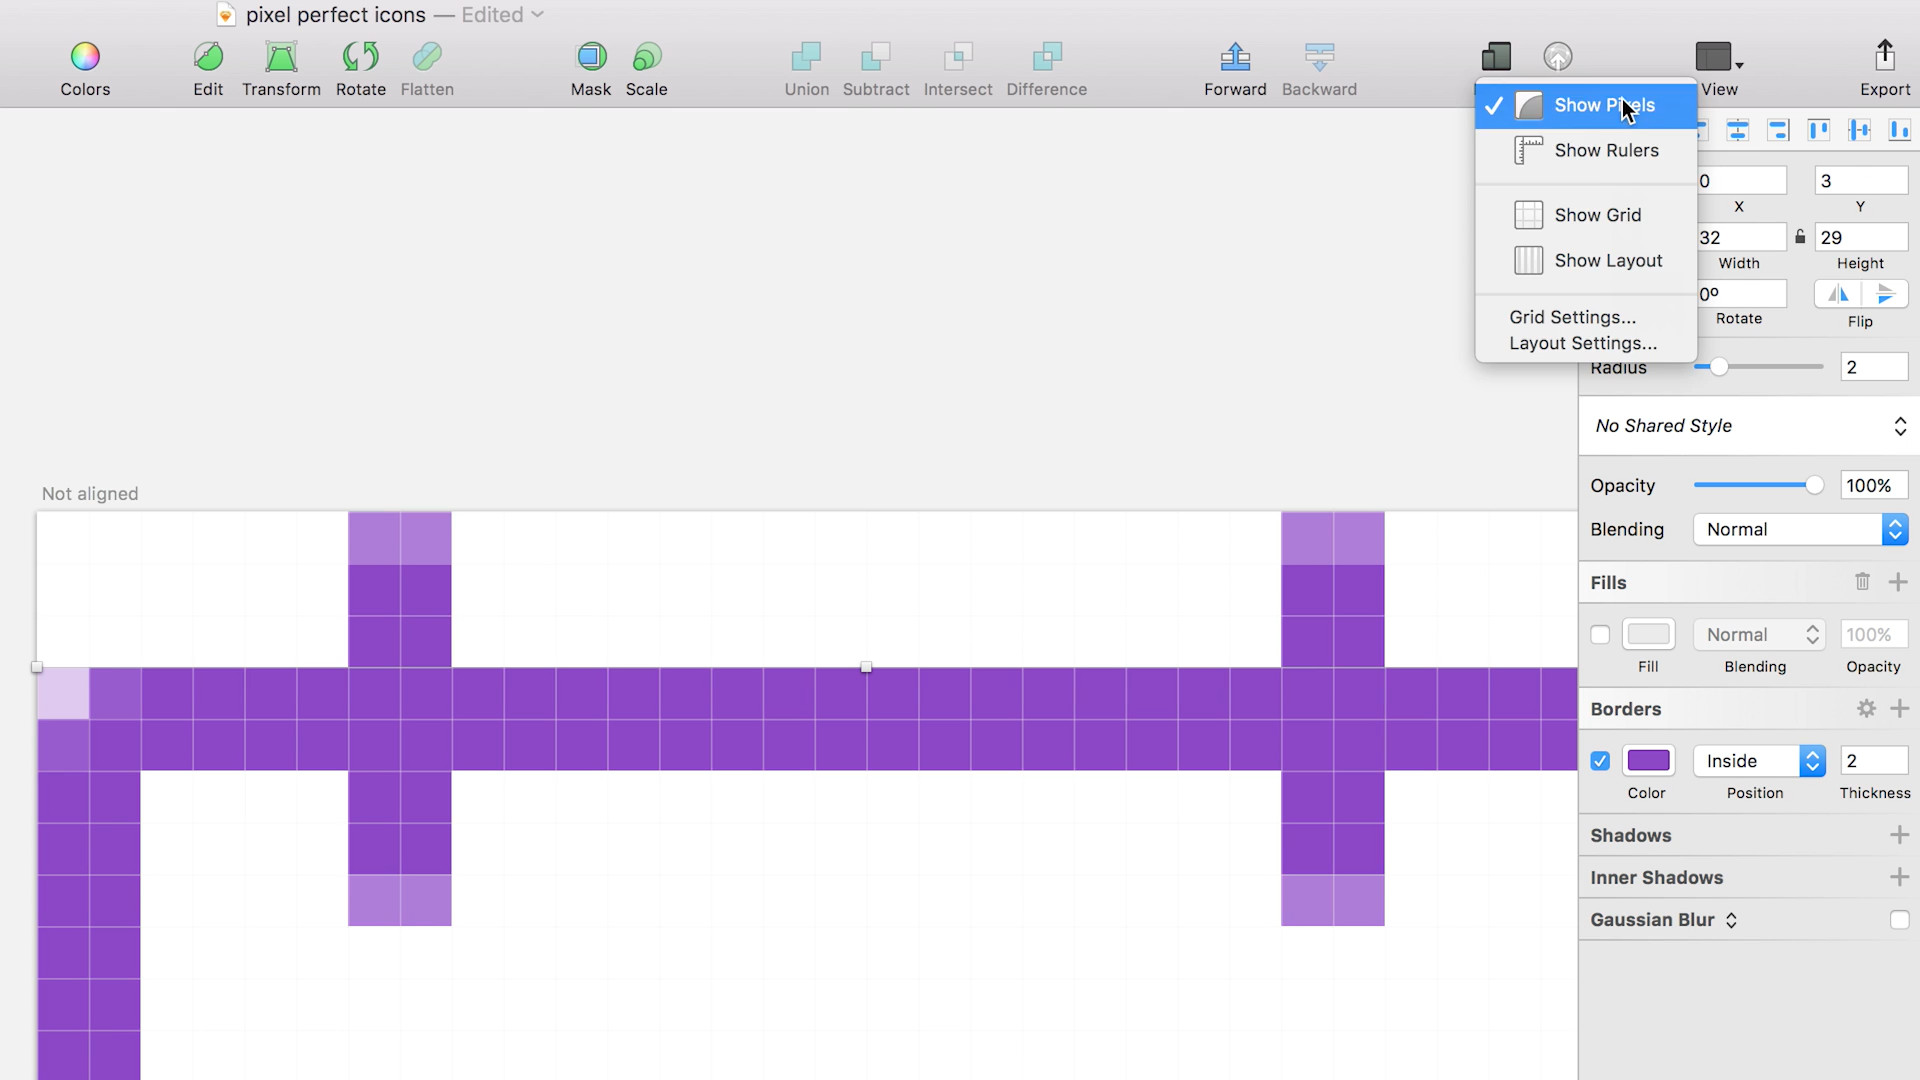 pixel perfect icons — Edited
Colors
Edit
Transform
Rotate
Flatten
Mask
Scale
Union
Subtract
Intersect
Difference
Forward
Backward
View
Export
Show Pixels
Show Rulers
Show Grid
Show Layout
Grid Settings...
Layout Settings...
0
3
X
Y
32
29
Width
Height
0º
Rotate
Flip
Radius
2
No Shared Style
Opacity
100%
Blending
Normal
Fills
Normal
100%
Fill
Blending
Opacity
Borders
Inside
2
Color
Position
Thickness
Shadows
Inner Shadows
Gaussian Blur
Not aligned